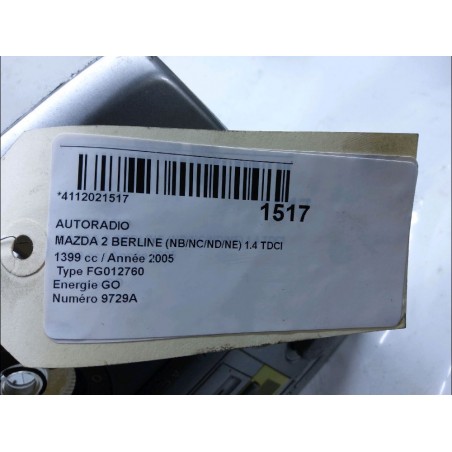 *4112021517
1517
AUTORADIO
MAZDA 2 BERLINE (NB/NC/ND/NE) 1.4 TDCI
1399 cc / Année 2005
Type FG012760
Energie GO
Numéro 9729A